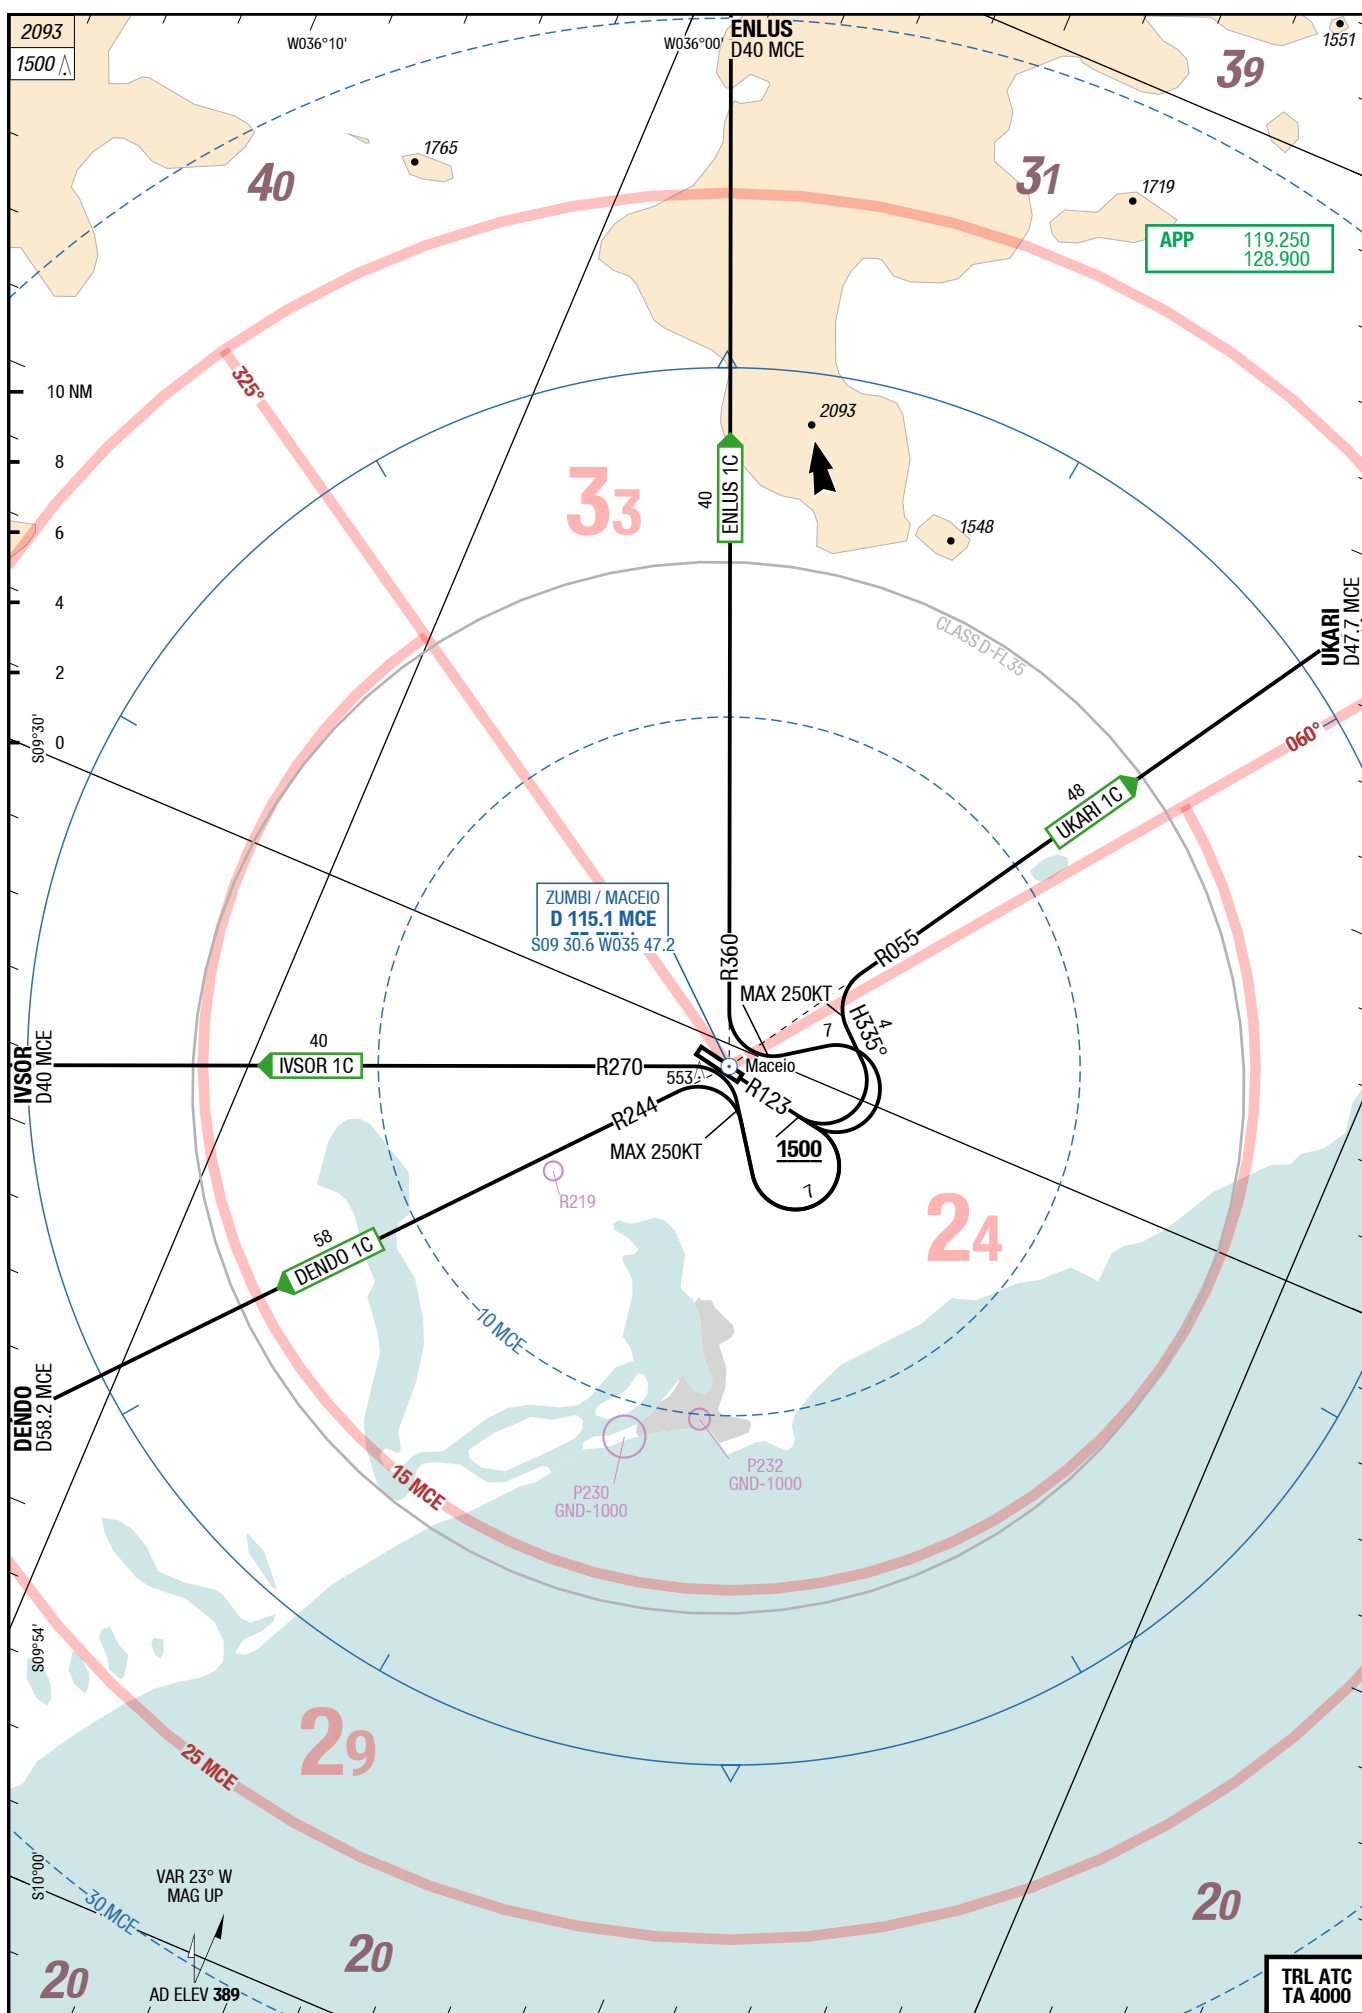 2093
1500
W036°10'
W036°00'
ENLUS
D40 MCE
1551
39
1765
40
31
1719
APP 119.250
128.900
325°
10 NM
8
6
4
2
0
2093
33
40
ENLUS 1C
1548
CLASS D-FL35
UKARI
D47.7 MCE
060°
S09°30'
48
UKARI 1C
ZUMBI / MACEIO
D 115.1 MCE
S09 30.6 W035 47.2
R360
R055
MAX 250KT
H335°
4
7
IVSOR
D40 MCE
40
IVSOR 1C
R270
553
Maceio
R123
R244
MAX 250KT
1500
7
R219
24
58
DENDO 1C
10 MCE
DENDO
D58.2 MCE
15 MCE
P232
GND-1000
P230
GND-1000
S09°54'
29
25 MCE
S10°00'
VAR 23° W
MAG UP
30 MCE
20
20
20
AD ELEV 389
TRL ATC
TA 4000